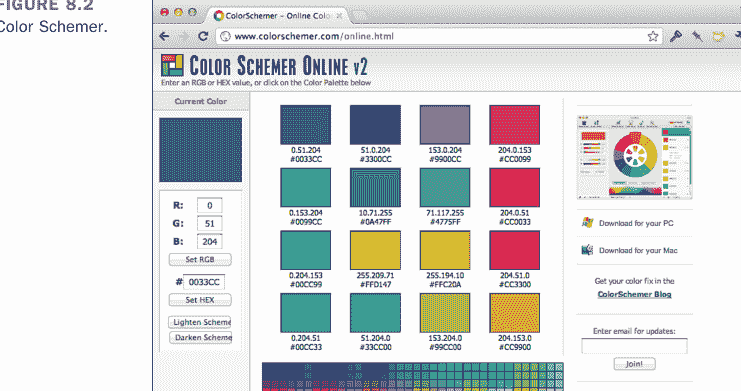 FIGURE 8.2
Color Schemer.
ColorSchemer – Online Colo
www.colorschemer.com/online.html
COLOR SCHEMER ONLINE V2
Enter an RGB or HEX value, or click on the Color Palette below
Current Color
R: 0
G: 51
B: 204
Set RGB
# 0033CC
Set HEX
Lighten Scheme
Darken Scheme
0.51.204 51.0.204 153.0.204 204.0.153
#0033CC #3300CC #9900CC #CC0099
0.153.204 10.71.255 71.117.255 204.0.51
#0099CC #0A47FF #4775FF #CC0033
0.204.153 255.209.71 255.194.10 204.51.0
#00CC99 #FFD147 #FFC20A #CC3300
0.204.51 51.204.0 153.204.0 204.153.0
#00CC33 #33CC00 #99CC00 #CC9900
Download for your PC
Download for your Mac
Get your color fix in the
ColorSchemer Blog
Enter email for updates:
Join!